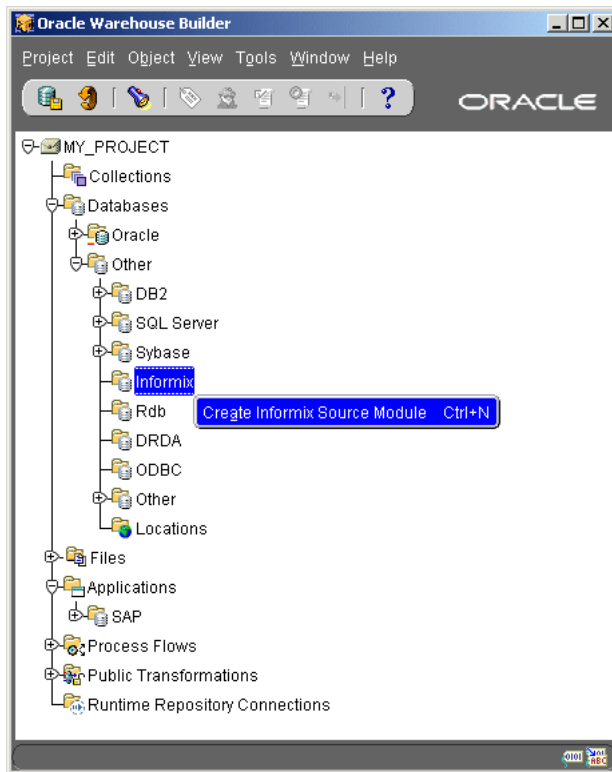 Oracle Warehouse Builder
Project Edit Object View Tools Window Help
?
ORACLE
MY_PROJECT
Collections
Databases
Oracle
Other
DB2
SQL Server
Sybase
Informix
Rdb
Create Informix Source Module Ctrl+N
DRDA
ODBC
Other
Locations
Files
Applications
SAP
Process Flows
Public Transformations
Runtime Repository Connections
0101 ABC